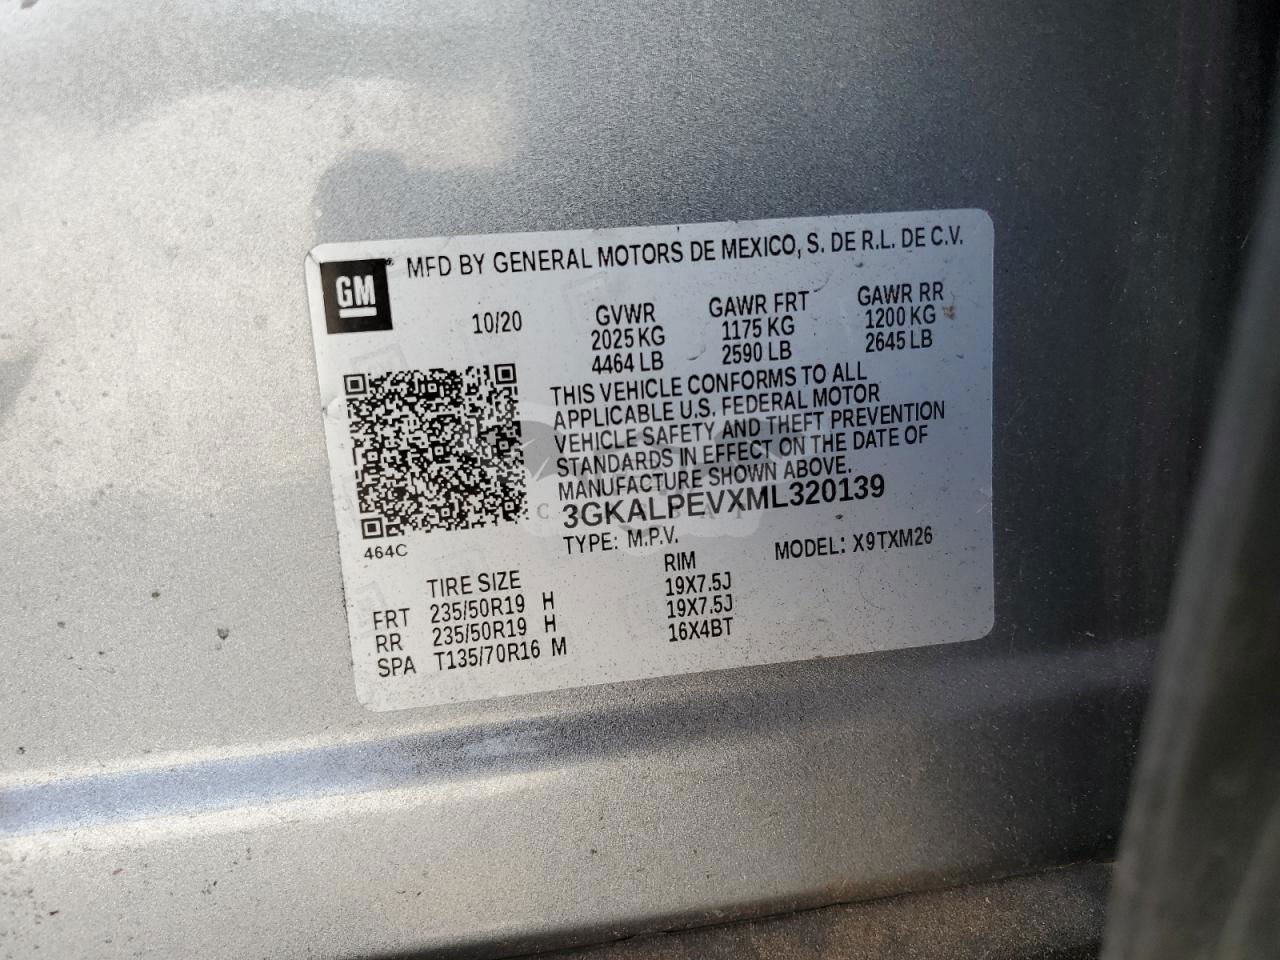 MFD BY GENERAL MOTORS DE MEXICO, S. DE R.L. DE C.V.
GM
10/20 GVWR GAWR FRT GAWR RR
2025 KG 1175 KG 1200 KG
4464 LB 2590 LB 2645 LB
THIS VEHICLE CONFORMS TO ALL
APPLICABLE U.S. FEDERAL MOTOR
VEHICLE SAFETY AND THEFT PREVENTION
STANDARDS IN EFFECT ON THE DATE OF
MANUFACTURE SHOWN ABOVE.
3GKALPEVXML320139
464C
TYPE: M.P.V. MODEL: X9TXM26
TIRE SIZE RIM
FRT 235/50R19 H 19X7.5J
RR 235/50R19 H 19X7.5J
SPA T135/70R16 M 16X4BT